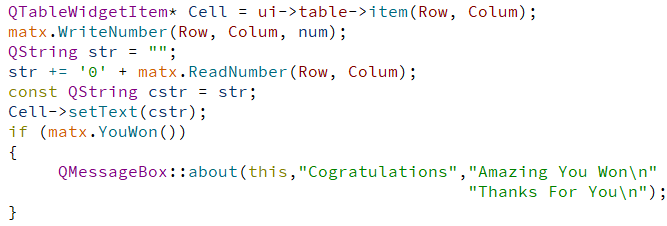 QTableWidgetItem* Cell = ui->table->item(Row, Colum);
matx.WriteNumber(Row, Colum, num);
QString str = "";
str += '0' + matx.ReadNumber(Row, Colum);
const QString cstr = str;
Cell->setText(cstr);
if (matx.YouWon())
{
QMessageBox::about(this,"Cogratulations","Amazing You Won\n"
"Thanks For You\n");
}